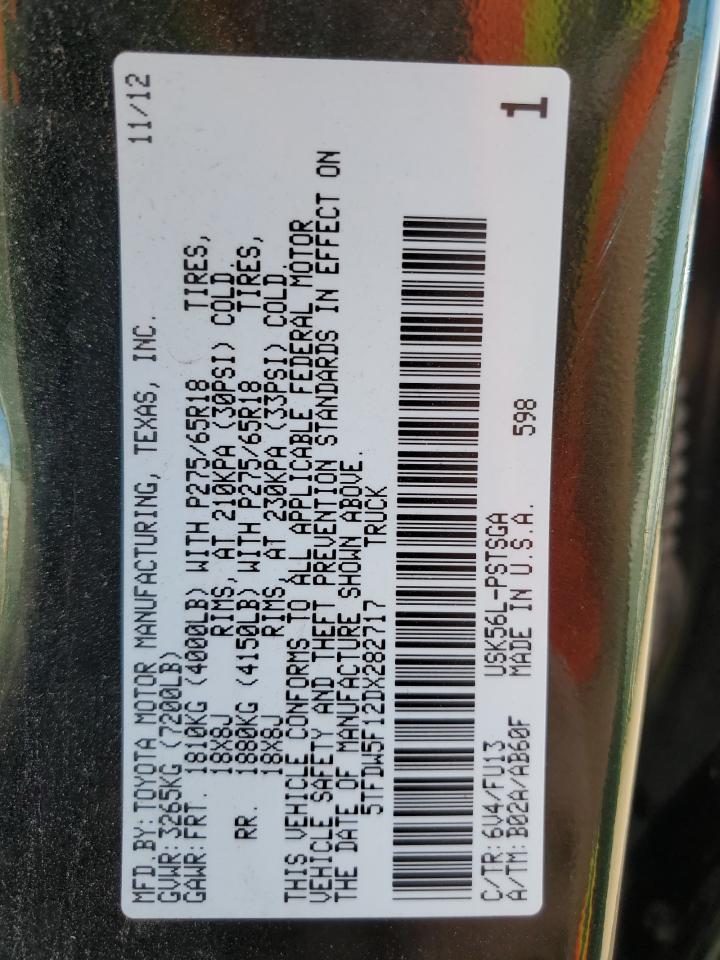 MFD.BY:TOYOTA MOTOR MANUFACTURING, TEXAS, INC. 11/12
GVWR:3265KG (7200LB)
GAWR:FRT. 1810KG (4000LB) WITH P275/65R18 TIRES,
18X8J RIMS, AT 210KPA (30PSI) COLD
RR. 1880KG (4150LB) WITH P275/65R18 TIRES,
18X8J RIMS, AT 230KPA (33PSI) COLD
THIS VEHICLE CONFORMS TO ALL APPLICABLE FEDERAL MOTOR
VEHICLE SAFETY AND THEFT PREVENTION STANDARDS IN EFFECT ON
THE DATE OF MANUFACTURE SHOWN ABOVE.
5TFDW5F12DX282717 TRUCK
C/TR:6V4/FU13 USK56L-PSTSGA
A/TM:B02A/AB60F MADE IN U.S.A. 598
1